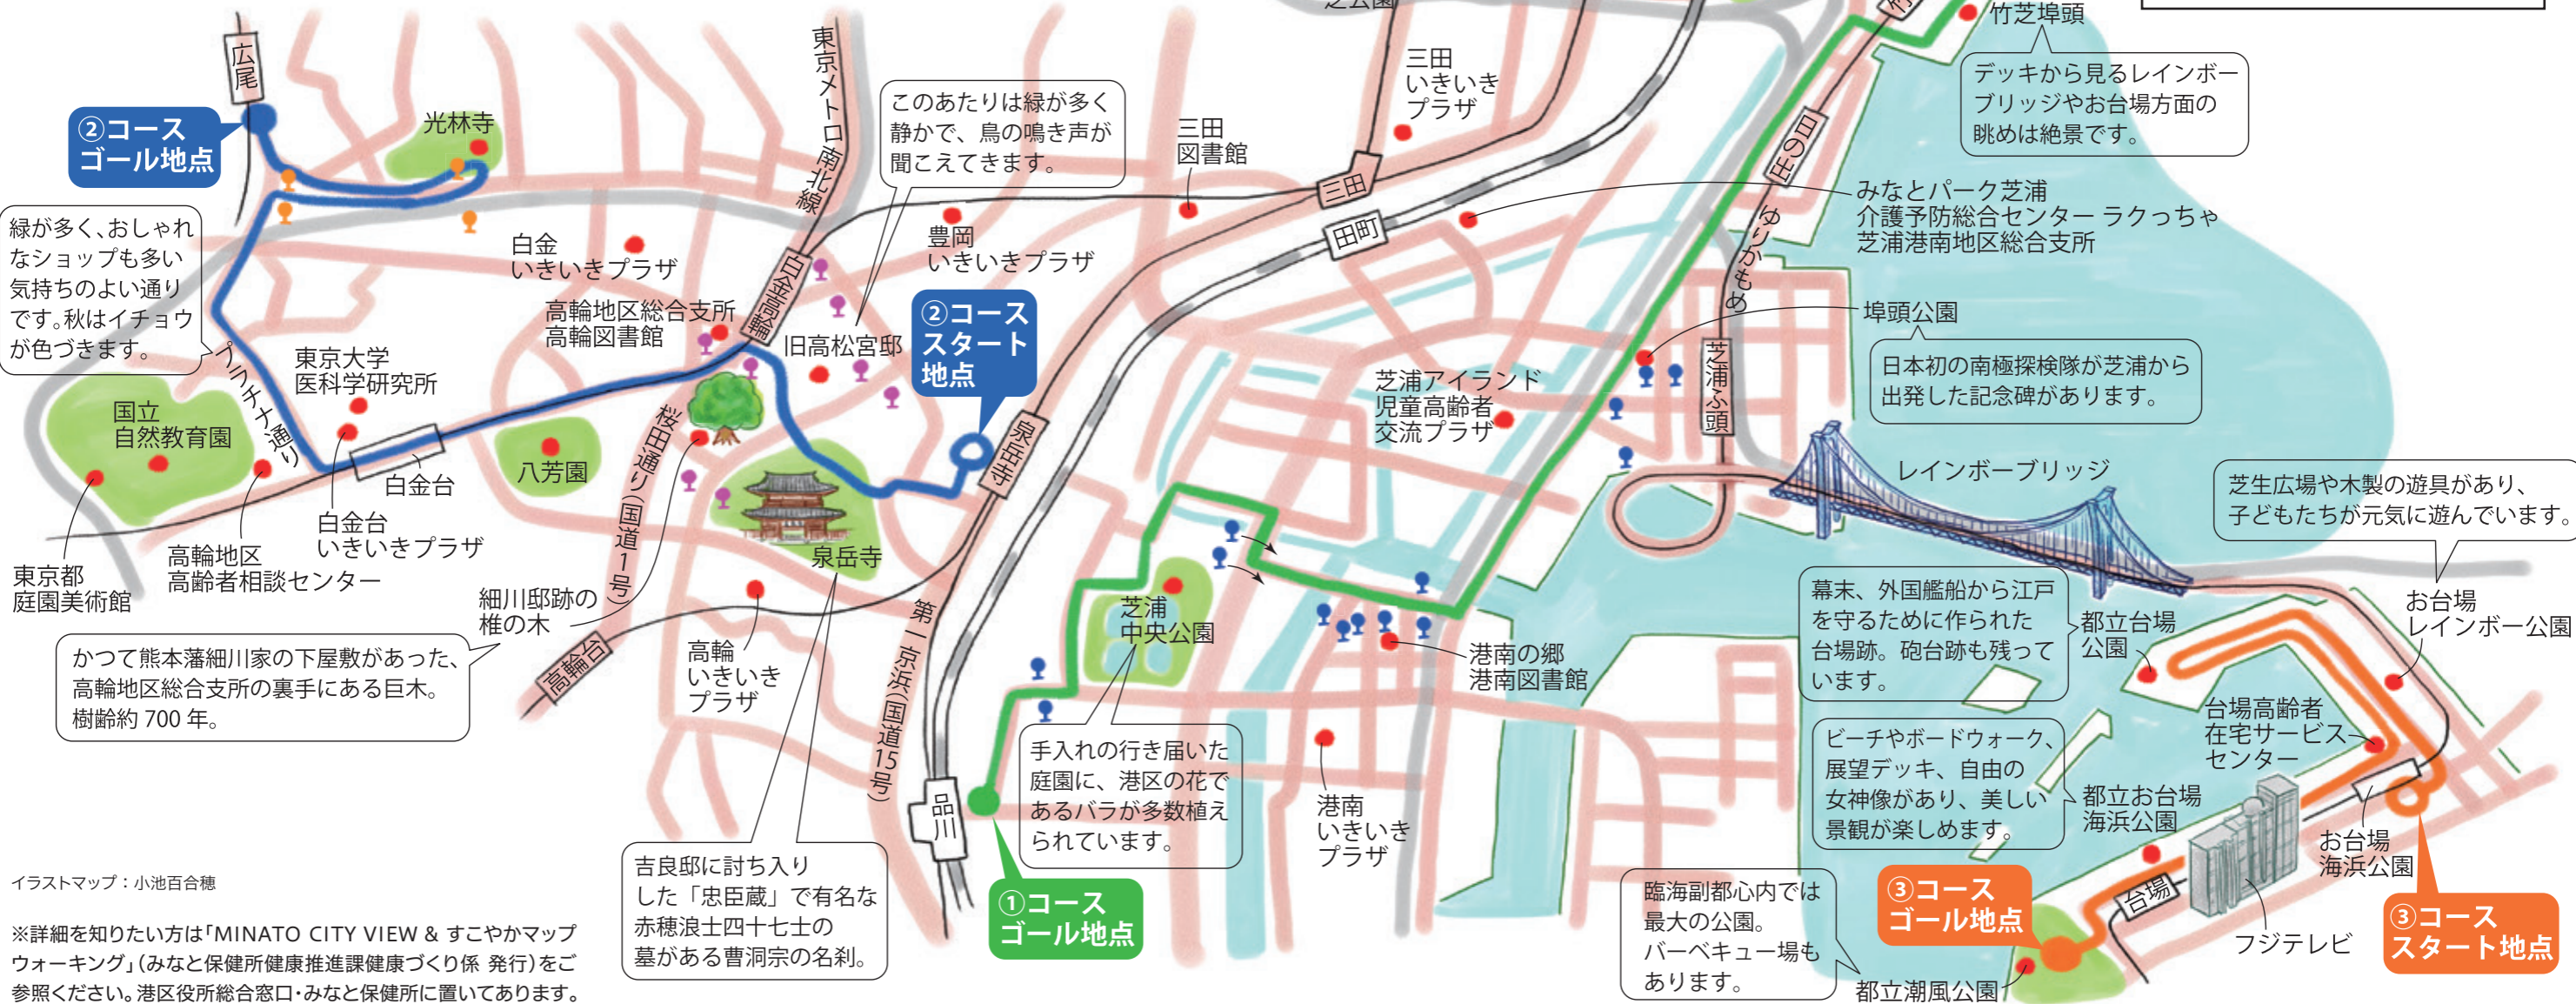 芝公園
竹
竹芝埠頭
デッキから見るレインボー
ブリッジやお台場方面の
眺めは絶景です。
日の出
ゆりかもめ
三田
いきいき
プラザ
三田
図書館
三田
田町
みなとパーク芝浦
介護予防総合センター ラクっちゃ
芝浦港南地区総合支所
広尾
②コース
ゴール地点
光林寺
東京メトロ南北線
このあたりは緑が多く
静かで、鳥の鳴き声が
聞こえてきます。
緑が多く、おしゃれ
なショップも多い
気持ちのよい通り
です。秋はイチョウ
が色づきます。
プラチナ通り
白金
いきいきプラザ
豊岡
いきいきプラザ
白金高輪
高輪地区総合支所
高輪図書館
旧高松宮邸
②コース
スタート
地点
泉岳寺
東京大学
医科学研究所
国立
自然教育園
白金台
八芳園
桜田通り(国道1号)
泉岳寺
東京都
庭園美術館
高輪地区
高齢者相談センター
白金台
いきいきプラザ
細川邸跡の
椎の木
かつて熊本藩細川家の下屋敷があった、
高輪地区総合支所の裏手にある巨木。
樹齢約 700 年。
高輪台
高輪
いきいき
プラザ
第一京浜(国道15号)
品川
吉良邸に討ち入り
した「忠臣蔵」で有名な
赤穂浪士四十七士の
墓がある曹洞宗の名刹。
埠頭公園
日本初の南極探検隊が芝浦から
出発した記念碑があります。
芝浦ふ頭
芝浦アイランド
児童高齢者
交流プラザ
レインボーブリッジ
芝浦
中央公園
手入れの行き届いた
庭園に、港区の花で
あるバラが多数植え
られています。
港南の郷
港南図書館
港南
いきいき
プラザ
①コース
ゴール地点
芝生広場や木製の遊具があり、
子どもたちが元気に遊んでいます。
お台場
レインボー公園
幕末、外国艦船から江戸
を守るために作られた
台場跡。砲台跡も残って
います。
都立台場
公園
台場高齢者
在宅サービス
センター
ビーチやボードウォーク、
展望デッキ、自由の
女神像があり、美しい
景観が楽しめます。
都立お台場
海浜公園
お台場
海浜公園
臨海副都心内では
最大の公園。
バーベキュー場も
あります。
③コース
ゴール地点
台場
都立潮風公園
フジテレビ
③コース
スタート地点
イラストマップ：小池百合穂
※詳細を知りたい方は「MINATO CITY VIEW & すこやかマップ
ウォーキング」(みなと保健所健康推進課健康づくり係 発行)をご
参照ください。港区役所総合窓口・みなと保健所に置いてあります。